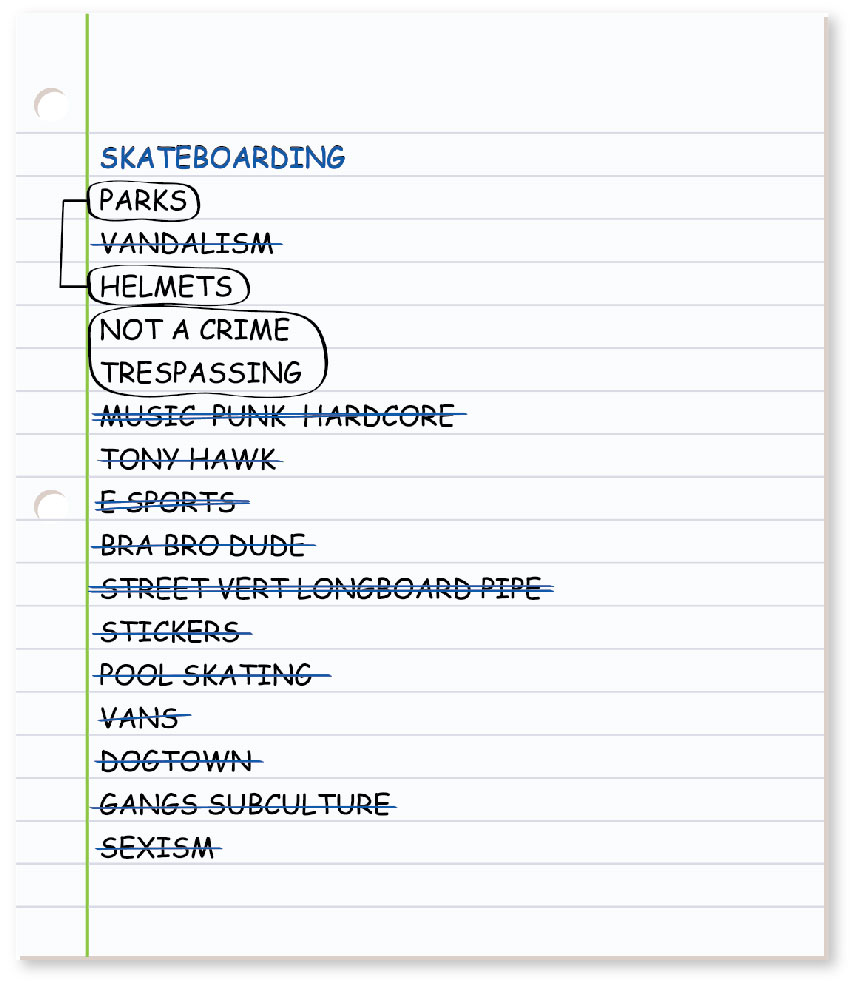 SKATEBOARDING
PARKS
VANDALISM
HELMETS
NOT A CRIME
TRESPASSING
MUSIC PUNK HARDCORE
TONY HAWK
E SPORTS
BRA BRO DUDE
STREET VERT LONGBOARD PIPE
STICKERS
POOL SKATING
VANS
DOGTOWN
GANGS SUBCULTURE
SEXISM